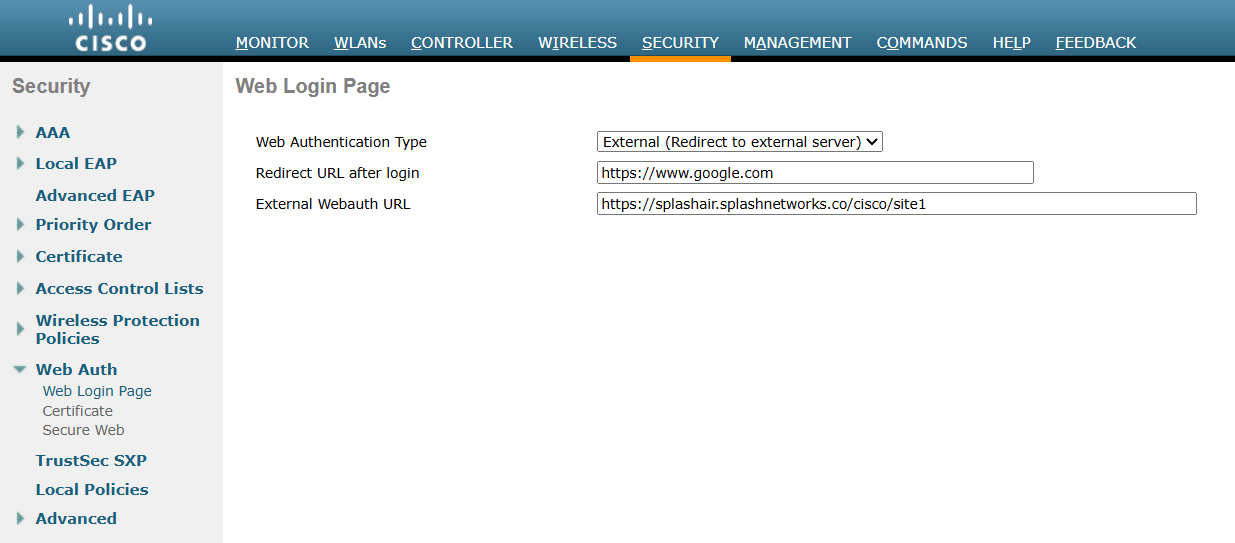 CISCO
MONITOR WLANs CONTROLLER WIRELESS SECURITY MANAGEMENT COMMANDS HELP FEEDBACK
Security
AAA
Local EAP
Advanced EAP
Priority Order
Certificate
Access Control Lists
Wireless Protection
Policies
Web Auth
Web Login Page
Certificate
Secure Web
TrustSec SXP
Local Policies
Advanced
Web Login Page
Web Authentication Type External (Redirect to external server)
Redirect URL after login https://www.google.com
External Webauth URL https://splashair.splashnetworks.co/cisco/site1